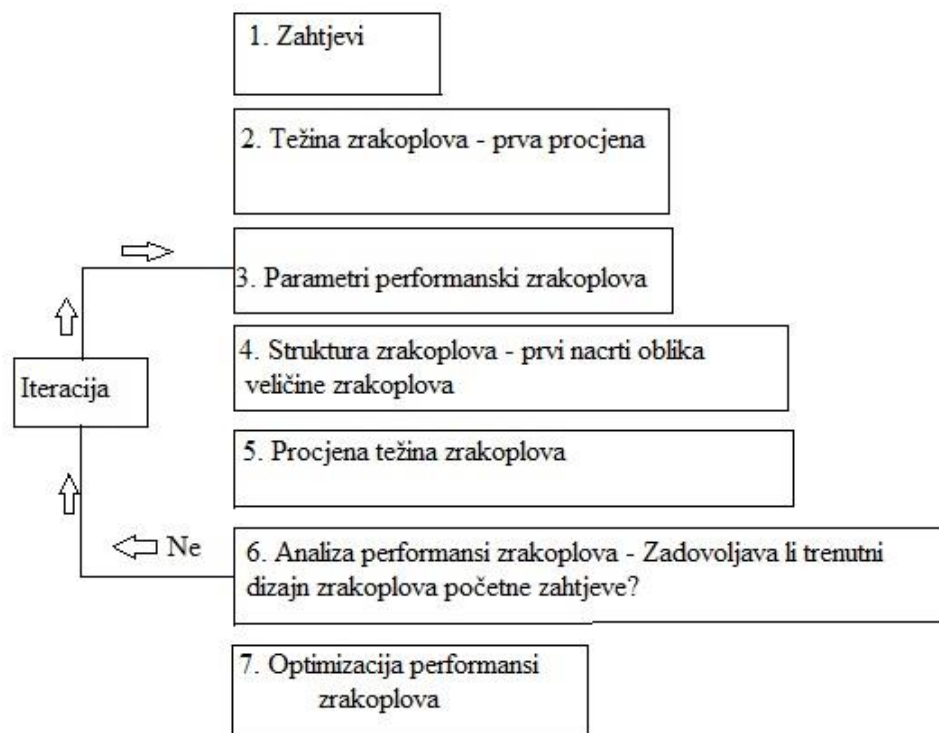 1. Zahtjevi
2. Težina zrakoplova - prva procjena
3. Parametri performanski zrakoplova
4. Struktura zrakoplova - prvi nacrti oblika
veličine zrakoplova
Iteracija
5. Procjena težina zrakoplova
Ne
6. Analiza performansi zrakoplova - Zadovoljava li trenutni
dizajn zrakoplova početne zahtjeve?
7. Optimizacija performansi
zrakoplova